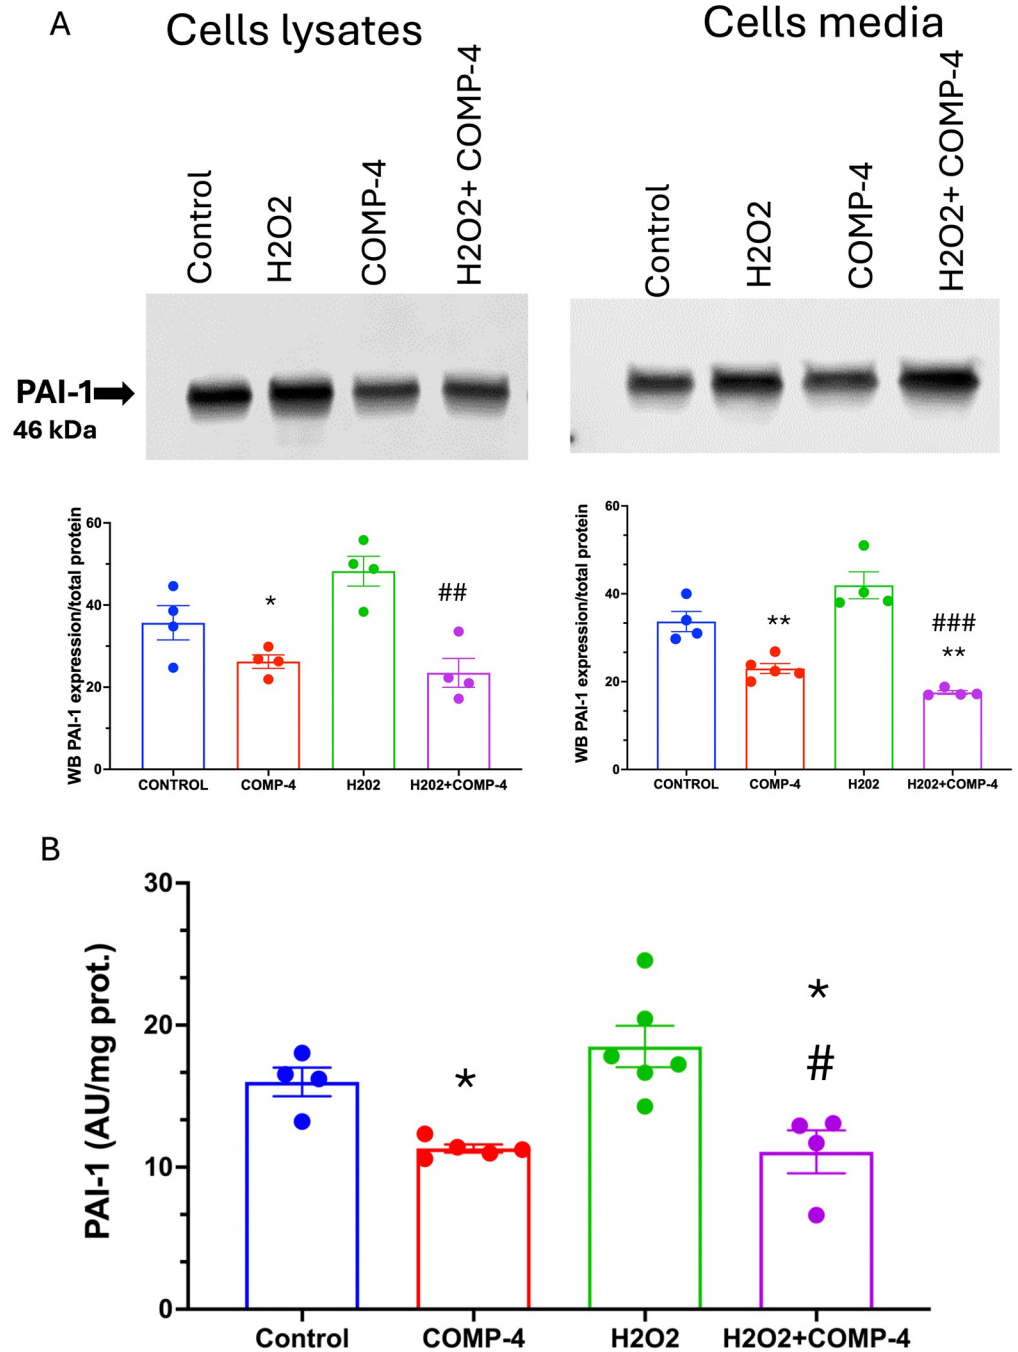 A
Cells lysates
Cells media
Control
H2O2
COMP-4
H2O2+ COMP-4
Control
H2O2
COMP-4
H2O2+ COMP-4
PAI-1
46 kDa
WB PAI-1 expression/total protein
60
40
20
0
*
##
CONTROL
COMP-4
H202
H202+COMP-4
WB PAI-1 expression/total protein
60
40
20
0
**
###
**
CONTROL
COMP-4
H202
H202+COMP-4
B
PAI-1 (AU/mg prot.)
30
20
10
0
*
*
#
Control
COMP-4
H2O2
H2O2+COMP-4